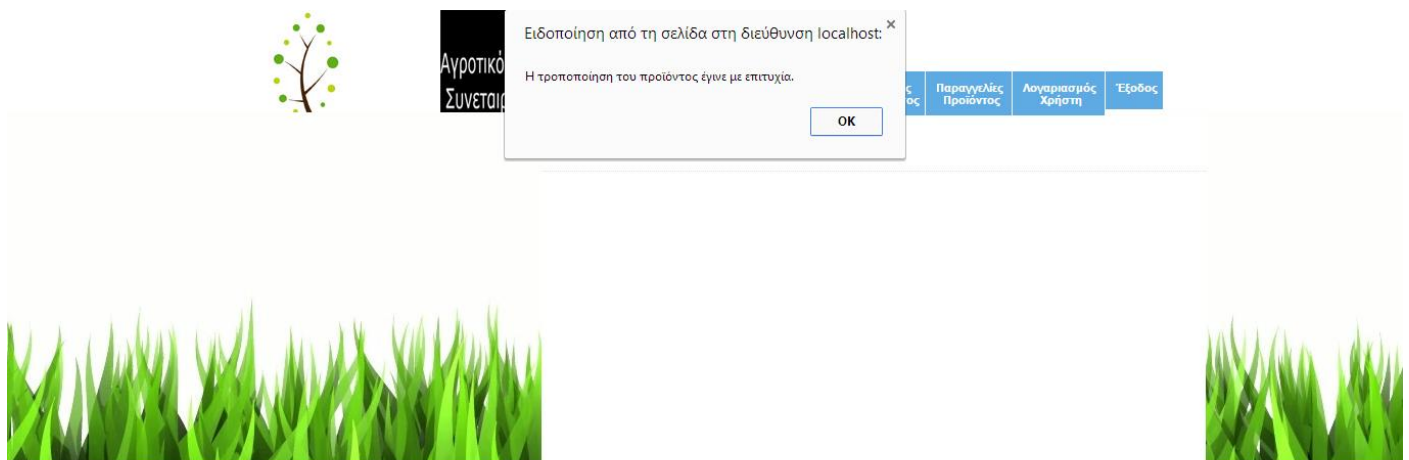 Αγροτικό
Συνεται
Ειδοποίηση από τη σελίδα στη διεύθυνση localhost:
Η τροποποίηση του προϊόντος έγινε με επιτυχία.
OK
ς
ος
Παραγγελίες
Προϊόντος
Λογαριασμός
Χρήστη
Έξοδος